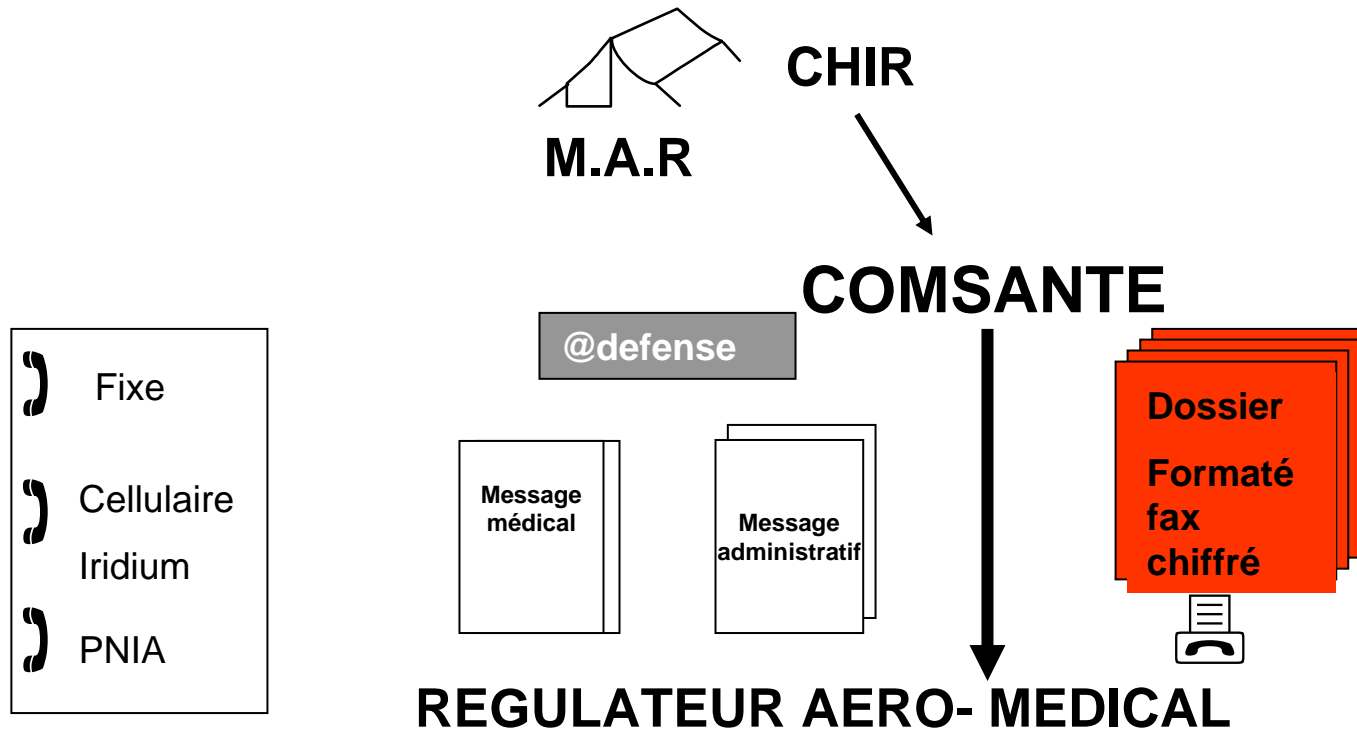 CHIR
M.A.R
COMSANTE
@defense
Fixe
Cellulaire
Iridium
PNIA
Message
médical
Message
administratif
Dossier
Formaté
fax
chiffré
REGULATEUR AERO- MEDICAL